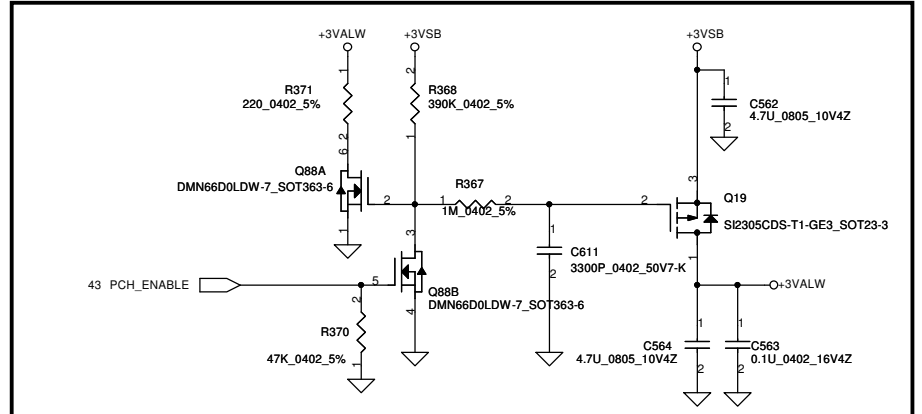 +3VALW
+3VSB
+3VSB
1
2
1
R371
220_0402_5%
R368
390K_0402_5%
C562
4.7U_0805_10V4Z
2
1
2
6
Q88A
DMN66D0LDW-7_SOT363-6
R367
3
Q19
2
1
2
2
1M_0402_5%
SI2305CDS-T1-GE3_SOT23-3
1
3
1
C611
3300P_0402_50V7-K
2
1
43 PCH_ENABLE
5
+3VALW
Q88B
DMN66D0LDW-7_SOT363-6
2
R370
47K_0402_5%
1
4
1
C564
4.7U_0805_10V4Z
2
1
C563
0.1U_0402_16V4Z
2